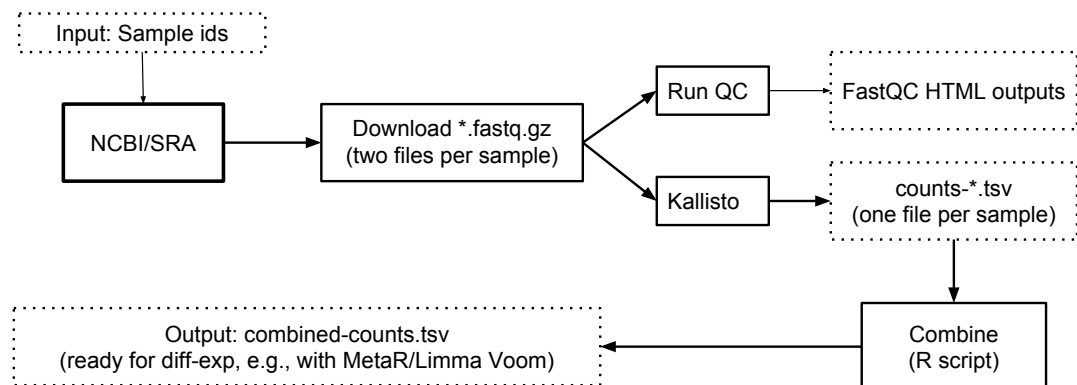 Input: Sample ids
NCBI/SRA
Download *.fastq.gz
(two files per sample)
Run QC
FastQC HTML outputs
Kallisto
counts-*.tsv
(one file per sample)
Combine
(R script)
Output: combined-counts.tsv
(ready for diff-exp, e.g., with MetaR/Limma Voom)